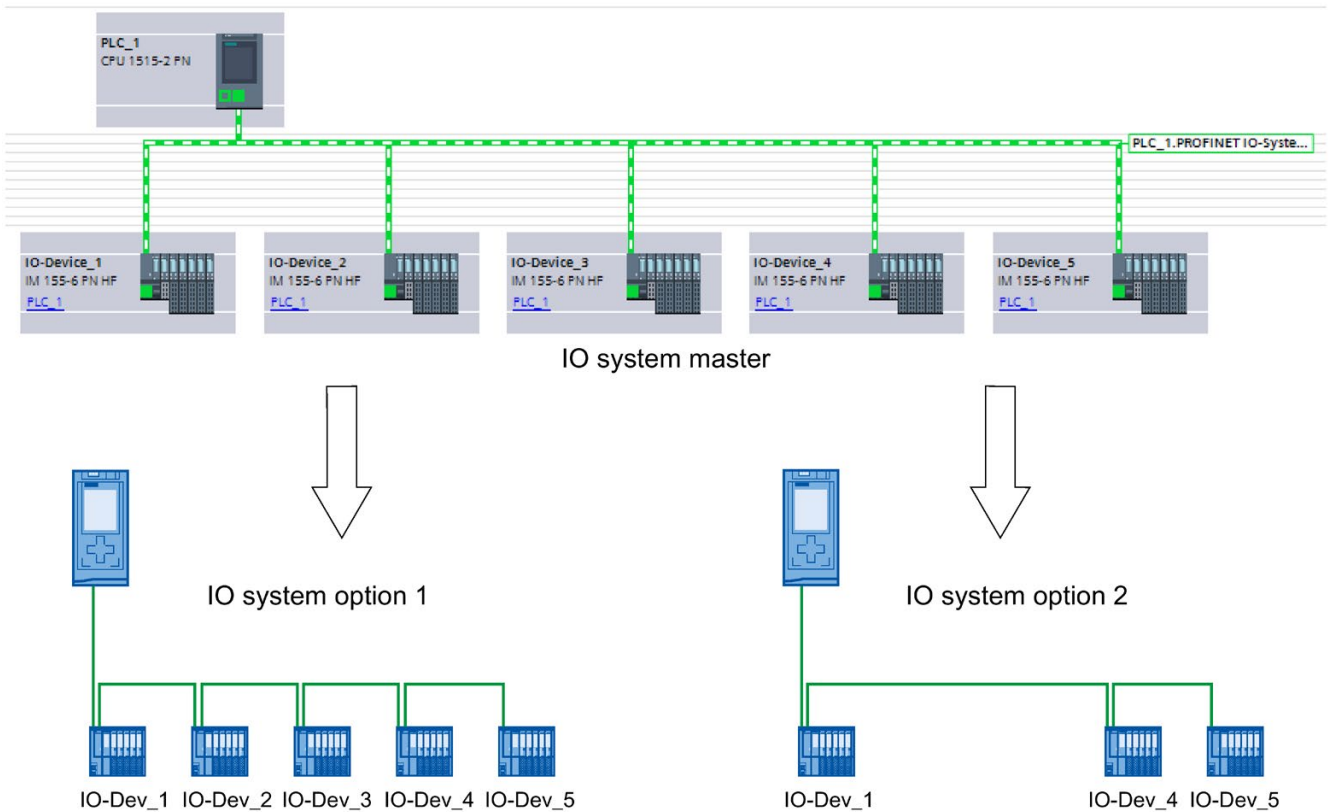 PLC_1
CPU 1515-2 PN
PLC_1.PROFINET IO-Syste...
IO-Device_1
IM 155-6 PN HF
PLC_1
IO-Device_2
IM 155-6 PN HF
PLC_1
IO-Device_3
IM 155-6 PN HF
PLC_1
IO-Device_4
IM 155-6 PN HF
PLC_1
IO-Device_5
IM 155-6 PN HF
PLC_1
IO system master
IO system option 1
IO system option 2
IO-Dev_1 IO-Dev_2 IO-Dev_3 IO-Dev_4 IO-Dev_5
IO-Dev_1 IO-Dev_4 IO-Dev_5